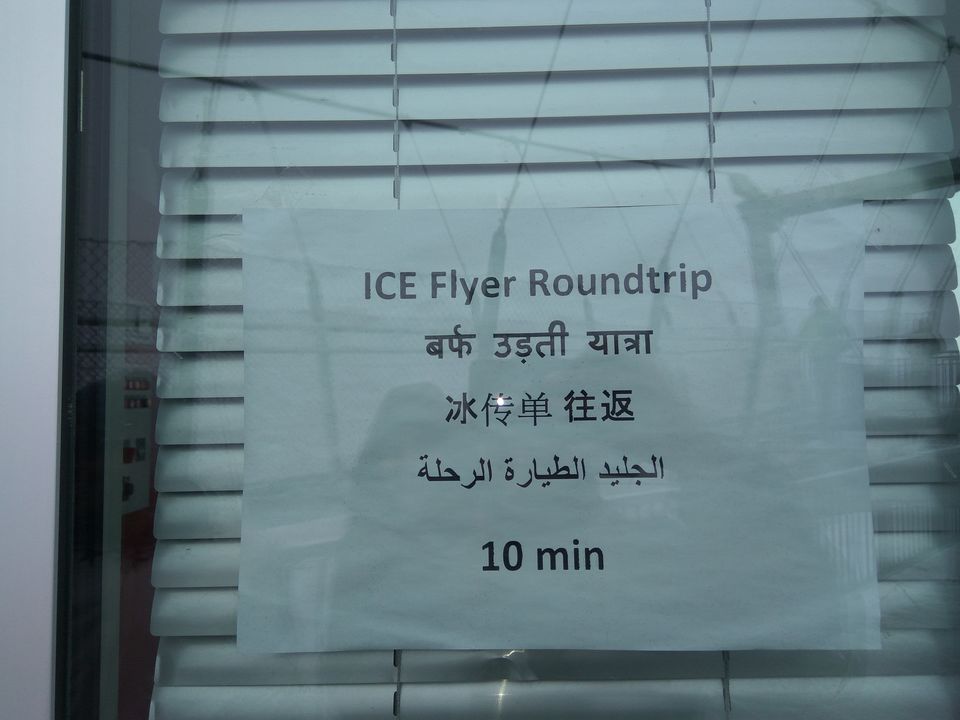 ICE Flyer Roundtrip
बर्फ उड़ती यात्रा
冰传单 往返
الجليد الطيارة الرحلة
10 min